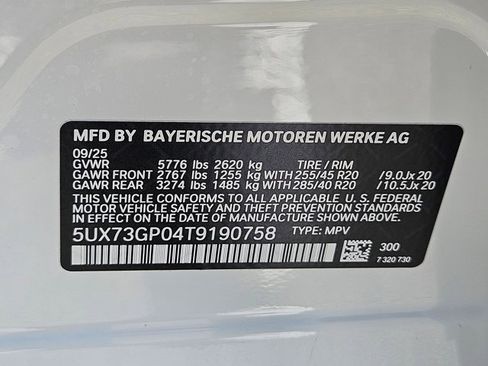 MFD BY BAYERISCHE MOTOREN WERKE AG
09/25
GVWR 5776 lbs 2620 kg TIRE / RIM
GAWR FRONT 2767 lbs 1255 kg WITH 255/45 R20 / 9.0Jx 20
GAWR REAR 3274 lbs 1485 kg WITH 285/40 R20 / 10.5Jx 20
THIS VEHICLE CONFORMS TO ALL APPLICABLE FEDERAL MOTOR
VEHICLE SAFETY, BUMPER, AND THEFT PREVENTION STANDARDS
IN EFFECT ON THE DATE OF MANUFACTURE SHOWN ABOVE.
5UX73GP04T9190758 TYPE: MPV
300
7 320 730